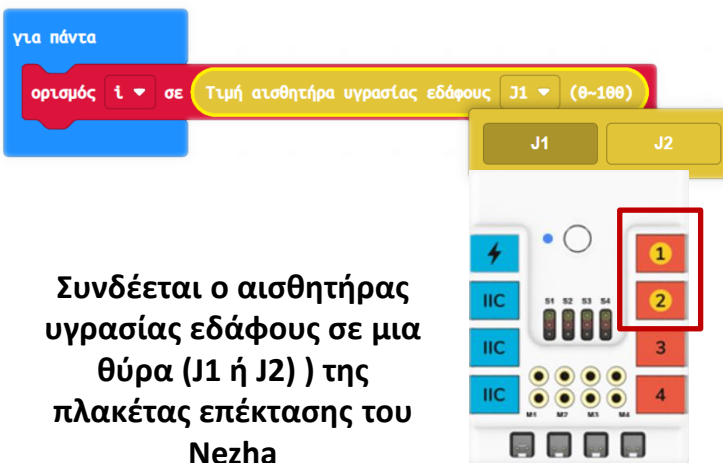 για πάντα
ορισμός i σε Τιμή αισθητήρα υγρασίας εδάφους J1 (0~100)
J1 J2
Συνδέεται ο αισθητήρας
υγρασίας εδάφους σε μια
θύρα (J1 ή J2) ) της
πλακέτας επέκτασης του
Nezha
1
IIC S1 S2 S3 S4 2
IIC 3
IIC 4
M1 M2 M3 M4